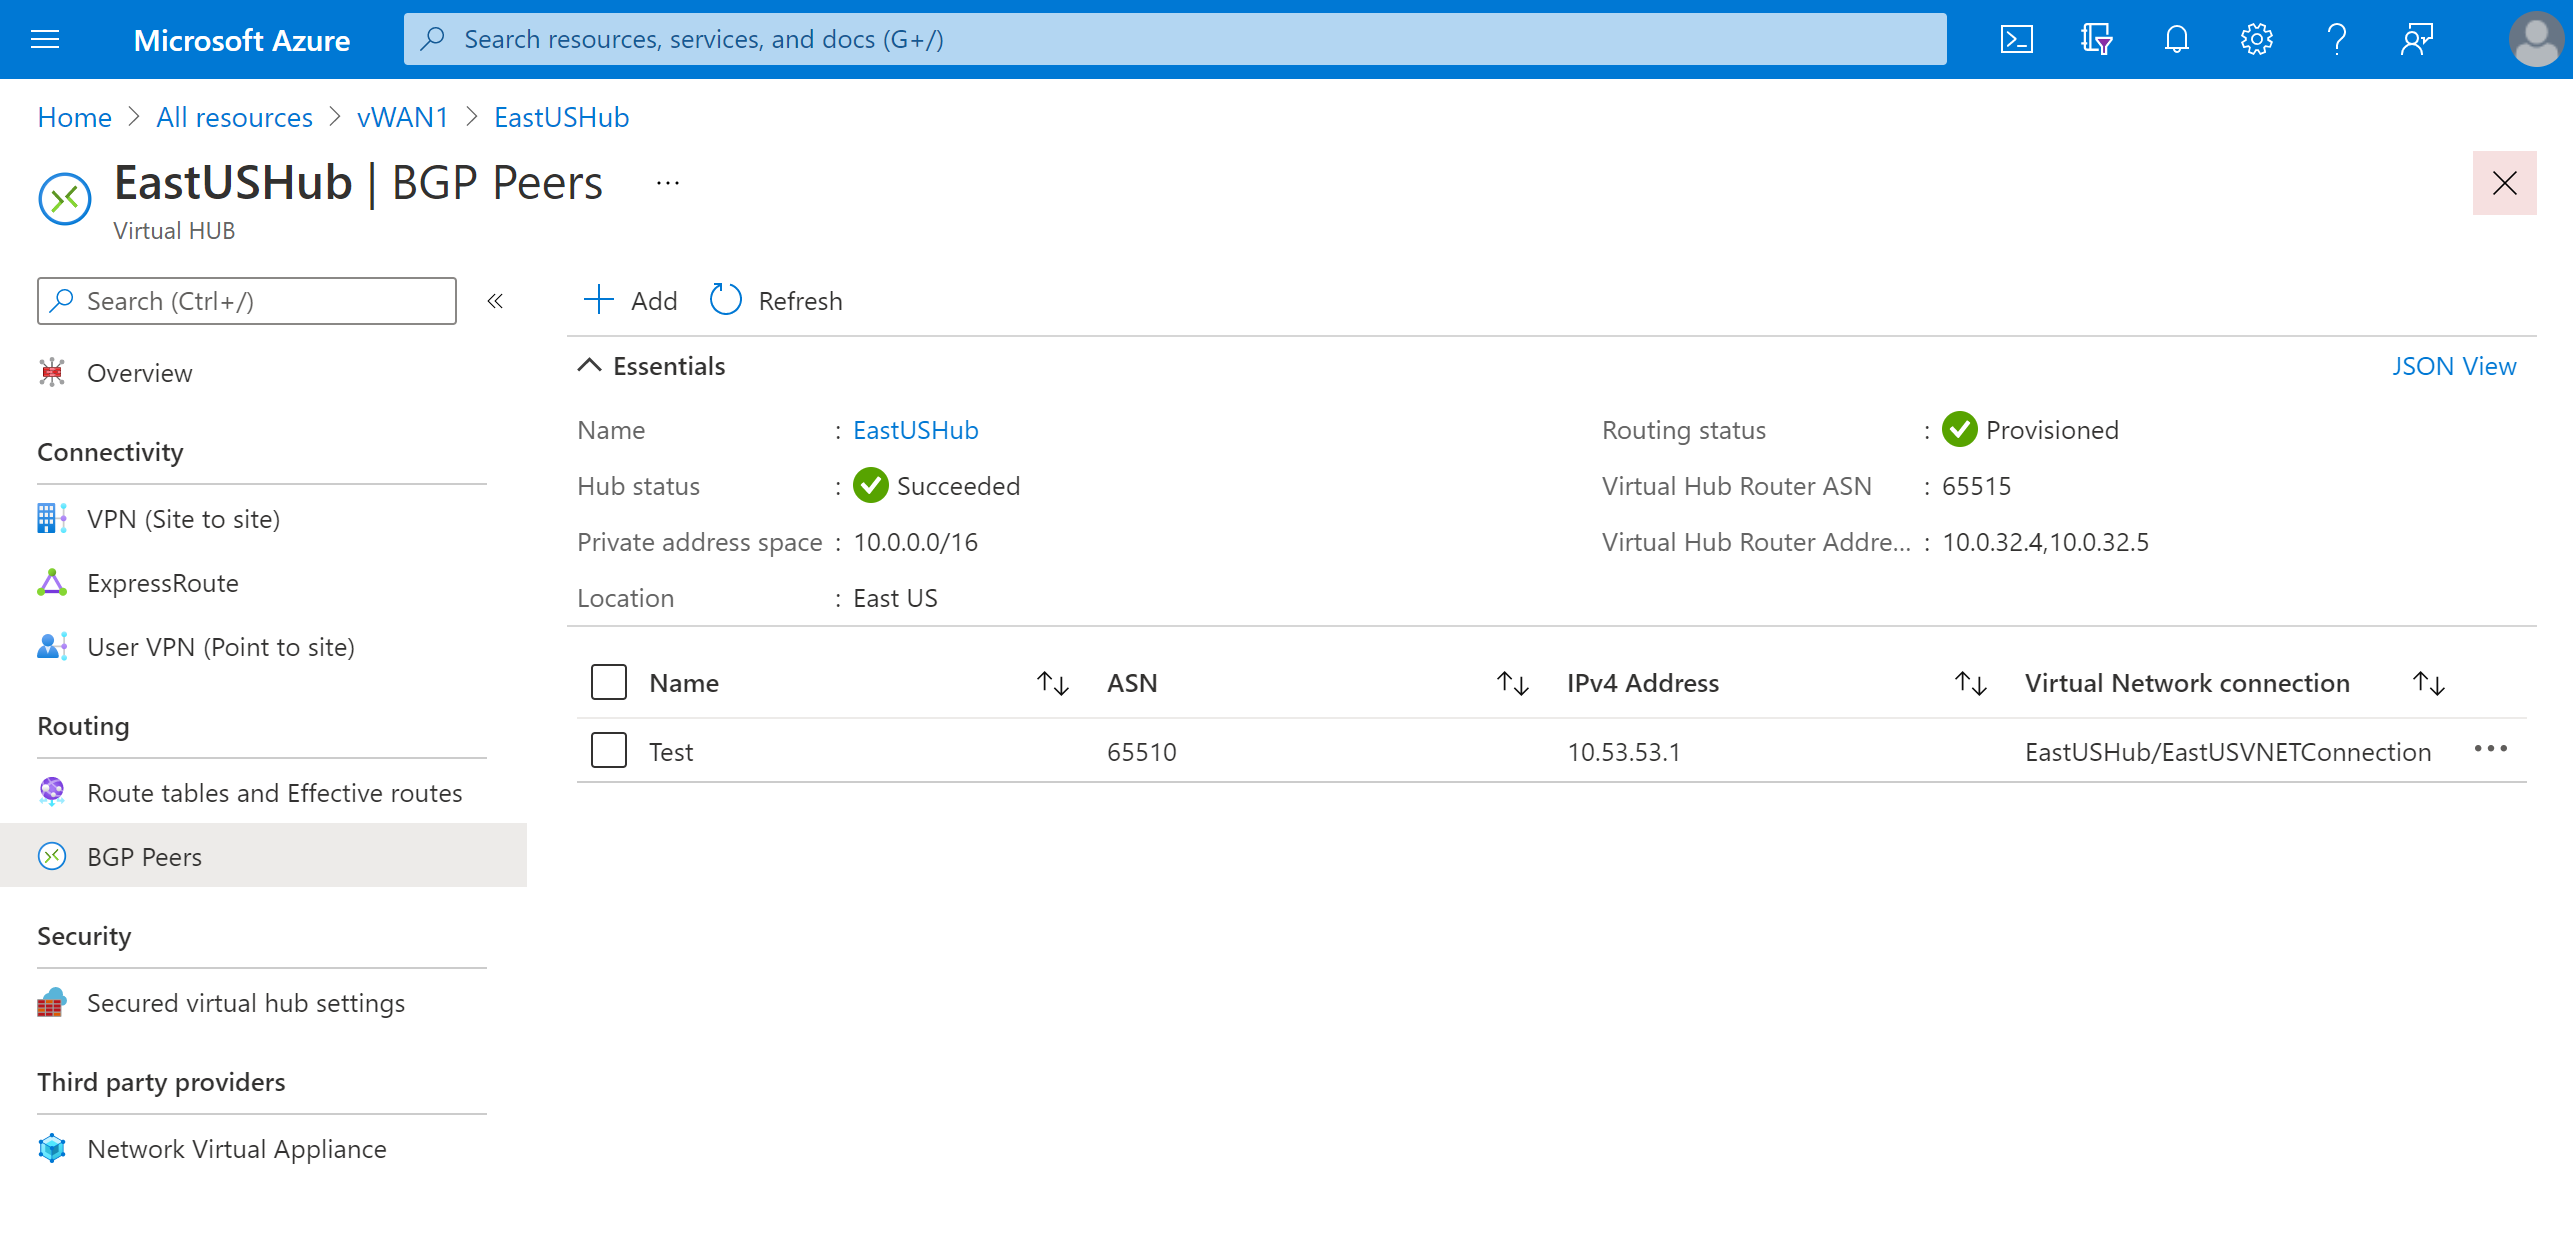 Microsoft Azure
Search resources, services, and docs (G+/)
Home > All resources > vWAN1 > EastUSHub
EastUSHub | BGP Peers ...
Virtual HUB
Search (Ctrl+/)
«
Overview
Connectivity
VPN (Site to site)
ExpressRoute
User VPN (Point to site)
Routing
Route tables and Effective routes
BGP Peers
Security
Secured virtual hub settings
Third party providers
Network Virtual Appliance
Add Refresh
Essentials JSON View
Name : EastUSHub
Hub status : Succeeded
Private address space : 10.0.0.0/16
Location : East US
Routing status : Provisioned
Virtual Hub Router ASN : 65515
Virtual Hub Router Addre... : 10.0.32.4,10.0.32.5
Name ASN IPv4 Address Virtual Network connection
Test 65510 10.53.53.1 EastUSHub/EastUSVNETConnection